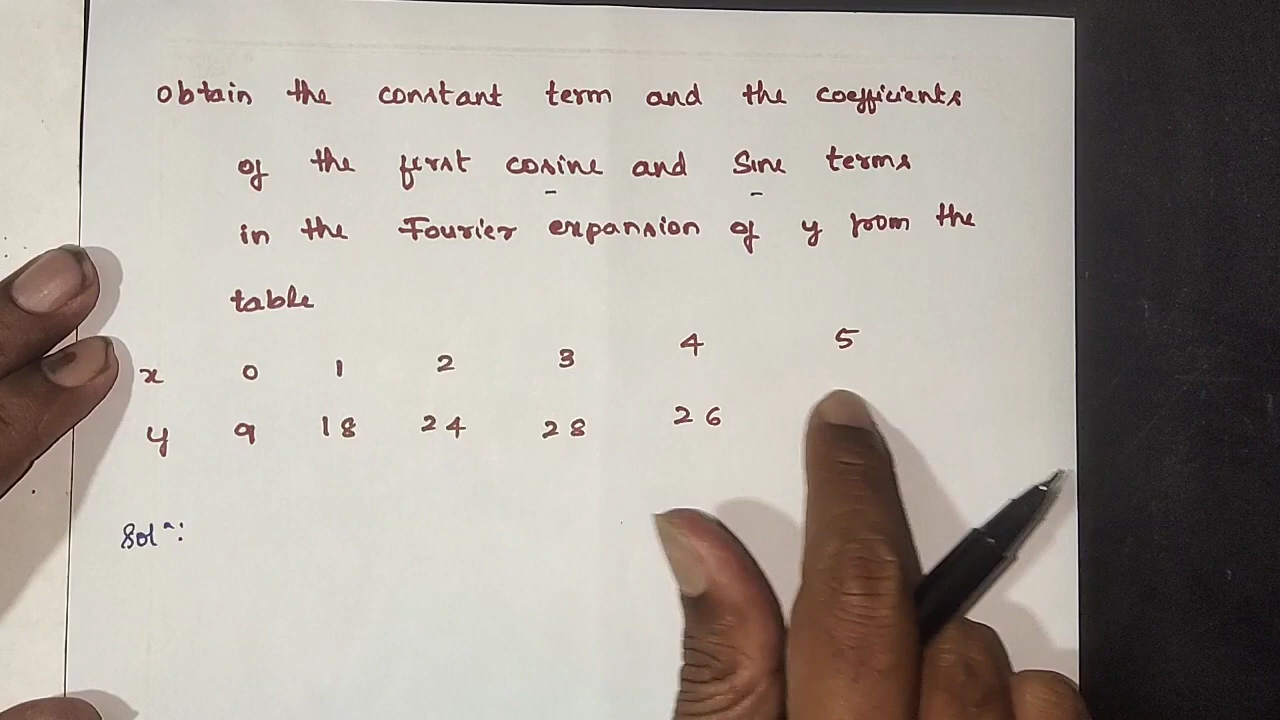 Obtain the constant term and the coefficients
of the first cosine and Sine terms
in the Fourier expansion of y from the
table
x 0 1 2 3 4 5
y 9 18 24 28 26
Solⁿ: